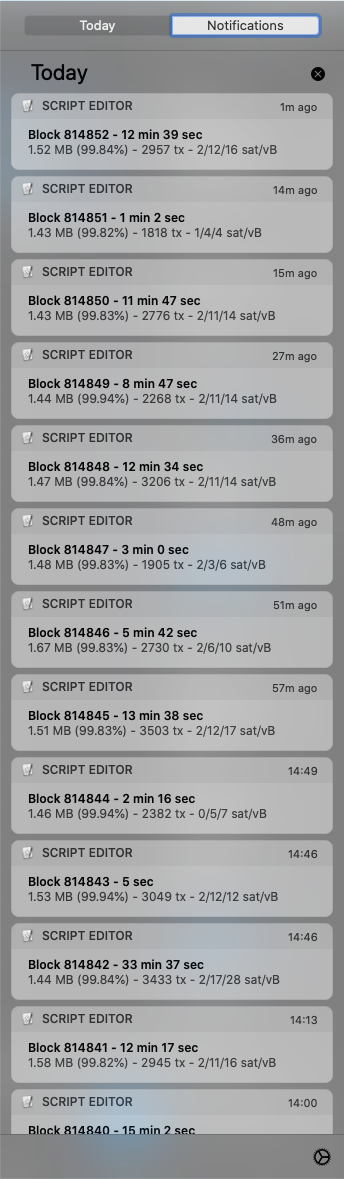 Today
Notifications
Today
SCRIPT EDITOR 1m ago
Block 814852 - 12 min 39 sec
1.52 MB (99.84%) - 2957 tx - 2/12/16 sat/vB
SCRIPT EDITOR 14m ago
Block 814851 - 1 min 2 sec
1.43 MB (99.82%) - 1818 tx - 1/4/4 sat/vB
SCRIPT EDITOR 15m ago
Block 814850 - 11 min 47 sec
1.43 MB (99.83%) - 2776 tx - 2/11/14 sat/vB
SCRIPT EDITOR 27m ago
Block 814849 - 8 min 47 sec
1.44 MB (99.94%) - 2268 tx - 2/11/14 sat/vB
SCRIPT EDITOR 36m ago
Block 814848 - 12 min 34 sec
1.47 MB (99.84%) - 3206 tx - 2/11/14 sat/vB
SCRIPT EDITOR 48m ago
Block 814847 - 3 min 0 sec
1.48 MB (99.83%) - 1905 tx - 2/3/6 sat/vB
SCRIPT EDITOR 51m ago
Block 814846 - 5 min 42 sec
1.67 MB (99.83%) - 2730 tx - 2/6/10 sat/vB
SCRIPT EDITOR 57m ago
Block 814845 - 13 min 38 sec
1.51 MB (99.83%) - 3503 tx - 2/12/17 sat/vB
SCRIPT EDITOR 14:49
Block 814844 - 2 min 16 sec
1.46 MB (99.94%) - 2382 tx - 0/5/7 sat/vB
SCRIPT EDITOR 14:46
Block 814843 - 5 sec
1.53 MB (99.94%) - 3049 tx - 2/12/12 sat/vB
SCRIPT EDITOR 14:46
Block 814842 - 33 min 37 sec
1.44 MB (99.84%) - 3433 tx - 2/17/28 sat/vB
SCRIPT EDITOR 14:13
Block 814841 - 12 min 17 sec
1.58 MB (99.82%) - 2945 tx - 2/11/16 sat/vB
SCRIPT EDITOR 14:00
Block 814840 - 15 min 2 sec